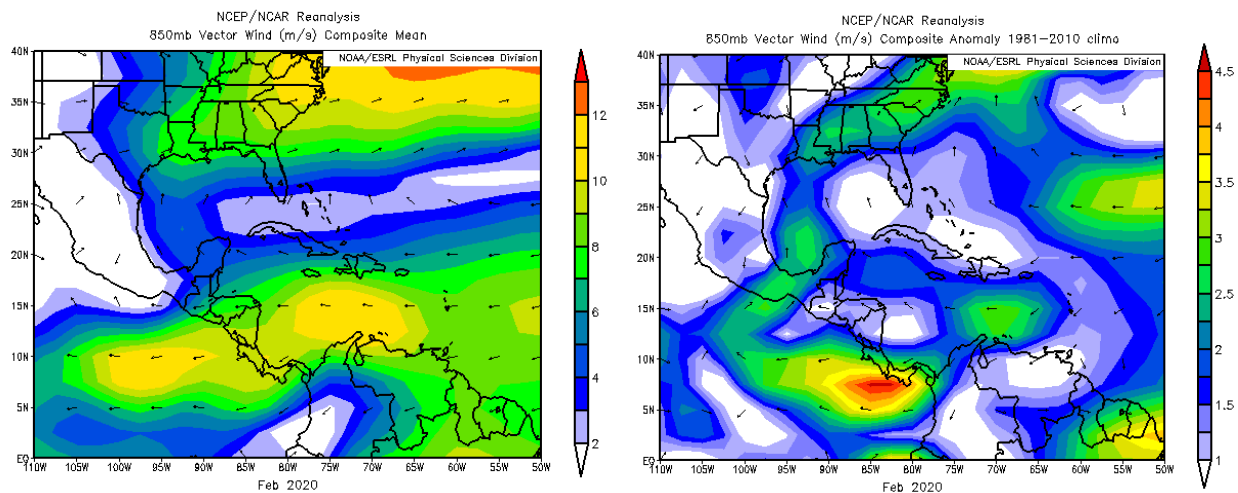 NCEP/NCAR Reanalysis
850mb Vector Wind (m/s) Composite Mean
NOAA/ESRL Physical Sciences Division
40N
35N
30N
25N
20N
15N
10N
5N
EQ
110W 105W 100W 95W 90W 85W 80W 75W 70W 65W 60W 55W 50W
Feb 2020
12
10
8
6
4
2
NCEP/NCAR Reanalysis
850mb Vector Wind (m/s) Composite Anomaly 1981-2010 climo
NOAA/ESRL Physical Sciences Division
40N
35N
30N
25N
20N
15N
10N
5N
EQ
110W 105W 100W 95W 90W 85W 80W 75W 70W 65W 60W 55W 50W
Feb 2020
4.5
4
3.5
3
2.5
2
1.5
1